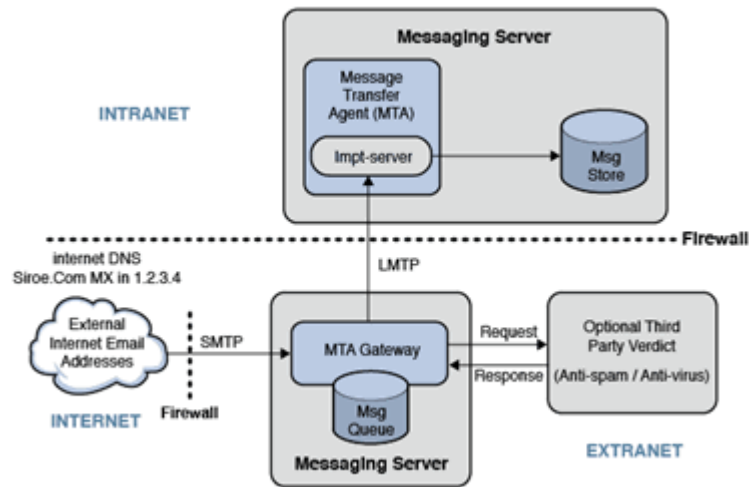 Messaging Server
INTRANET
Message
Transfer
Agent (MTA)
Impt-server
Msg
Store
Firewall
internet DNS
Siroe.Com MX in 1.2.3.4
LMTP
External
Internet Email
Addresses
SMTP
MTA Gateway
Request
Response
Optional Third
Party Verdict
(Anti-spam / Anti-virus)
Msg
Queue
Firewall
INTERNET
Messaging Server
EXTRANET